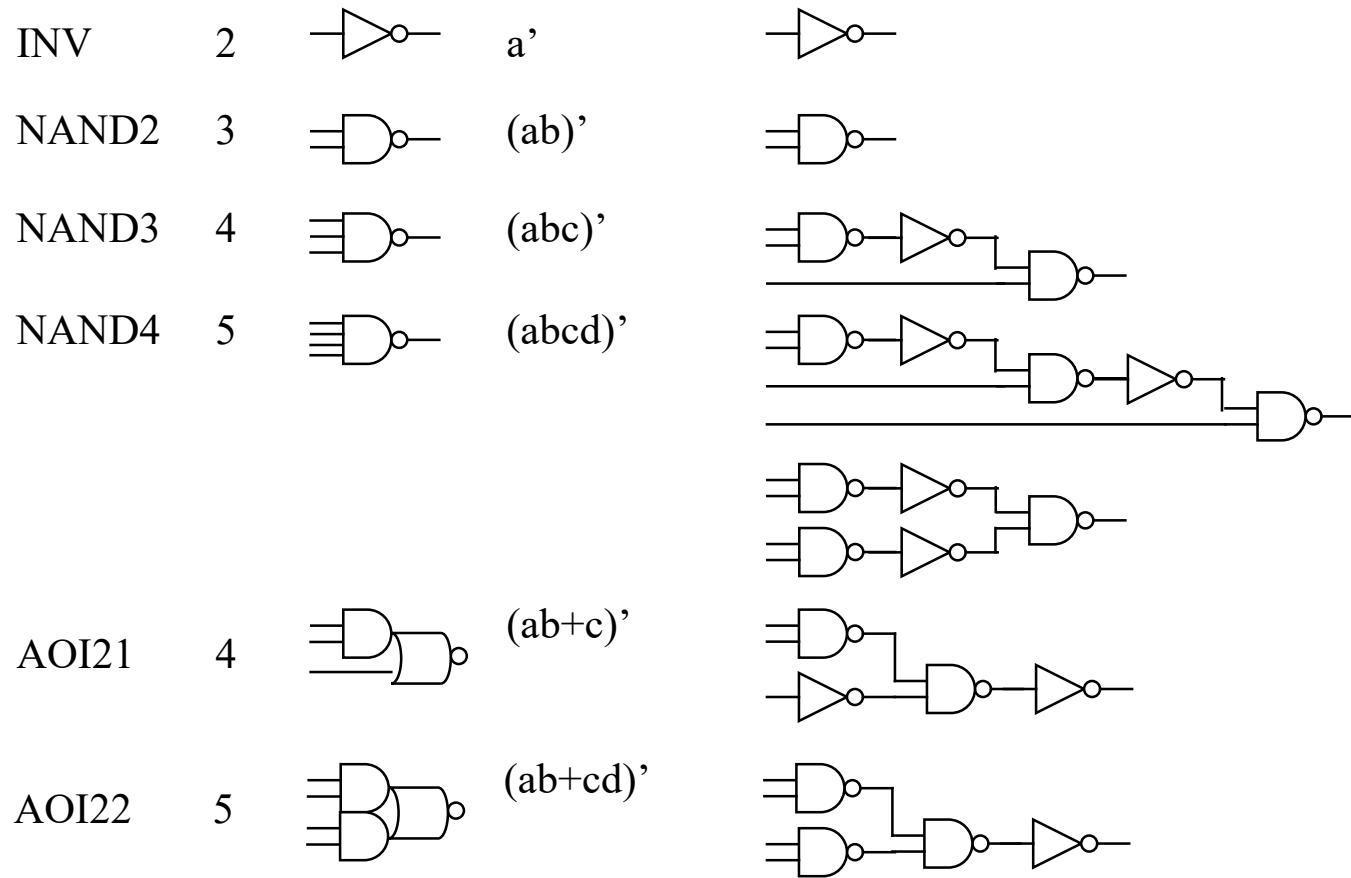 INV 2 a’
NAND2 3 (ab)’
NAND3 4 (abc)’
NAND4 5 (abcd)’
AOI21 4 (ab+c)’
AOI22 5 (ab+cd)’